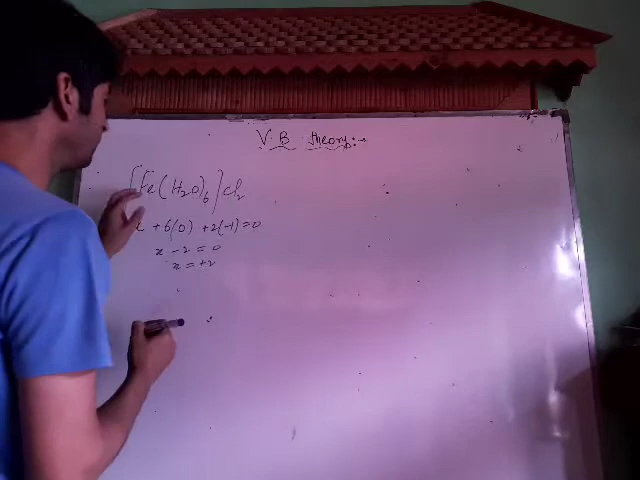 V B theory:→
[Fe(H₂O)₆]Cl₂
x + 6(0) + 2(-1) = 0
x - 2 = 0
x = +2